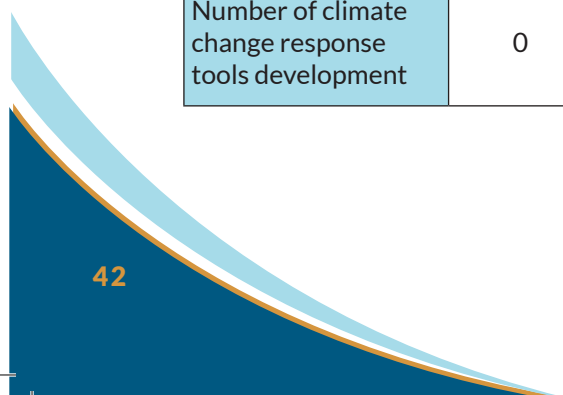 Number of climate
change response
tools development
0
42